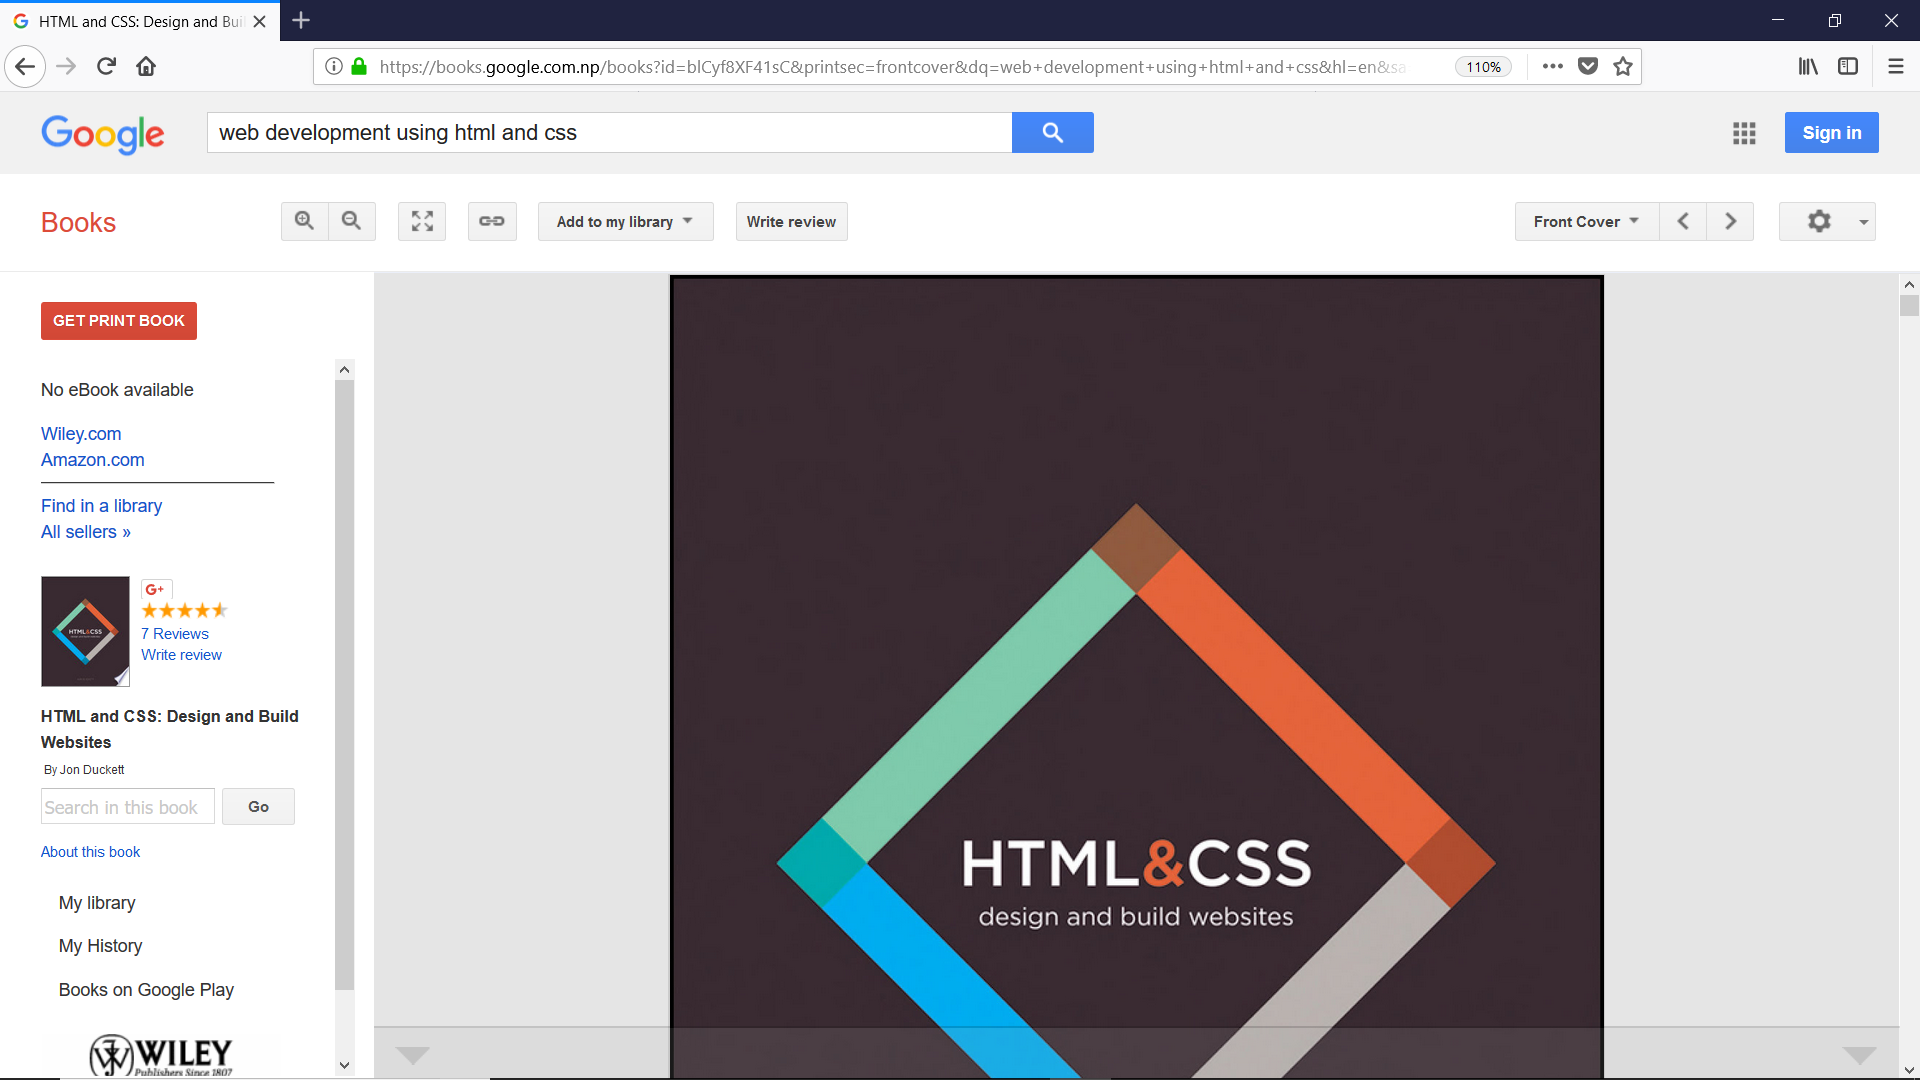 HTML and CSS: Design and Bui
https://books.google.com.np/books?id=blCyf8XF41sC&printsec=frontcover&dq=web+development+using+html+and+css&hl=en&sa
110%
Google
web development using html and css
Sign in
Books
Add to my library
Write review
Front Cover
GET PRINT BOOK
No eBook available
Wiley.com
Amazon.com
Find in a library
All sellers »
G+
HTML&CSS
7 Reviews
Write review
HTML and CSS: Design and Build
Websites
By Jon Duckett
Search in this book
Go
About this book
My library
My History
Books on Google Play
WILEY
Publishers Since 1807
HTML&CSS
design and build websites